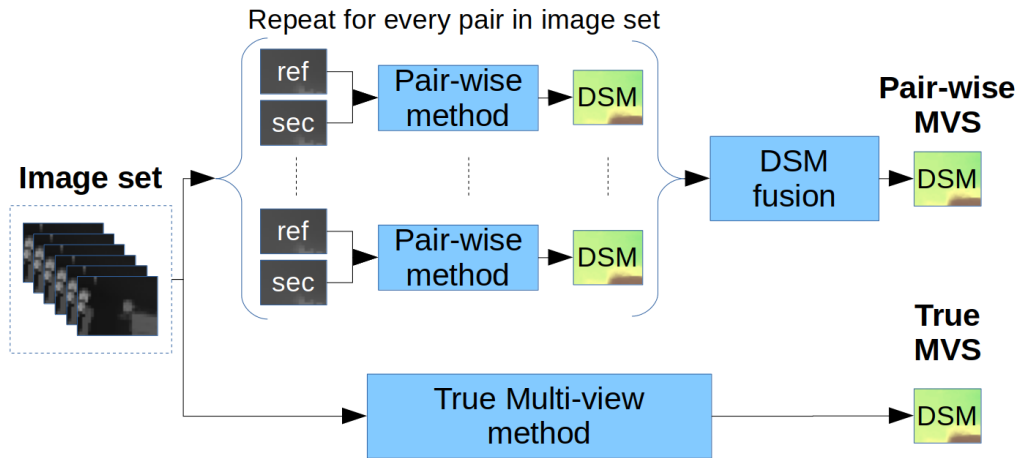 Repeat for every pair in image set
ref
sec
Pair-wise
method
DSM
ref
sec
Pair-wise
method
DSM
Image set
DSM
fusion
Pair-wise
MVS
DSM
True Multi-view
method
True
MVS
DSM